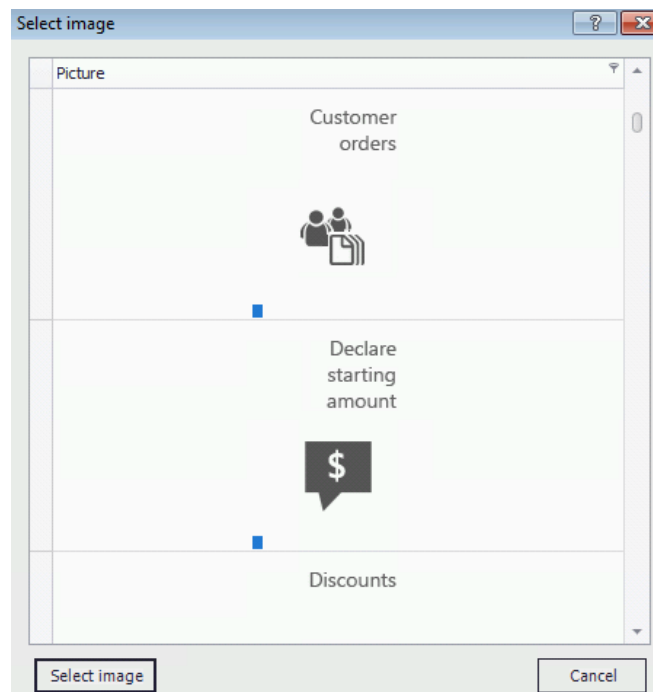 Select image
?
Picture
Customer
orders
Declare
starting
amount
$
Discounts
Select image
Cancel